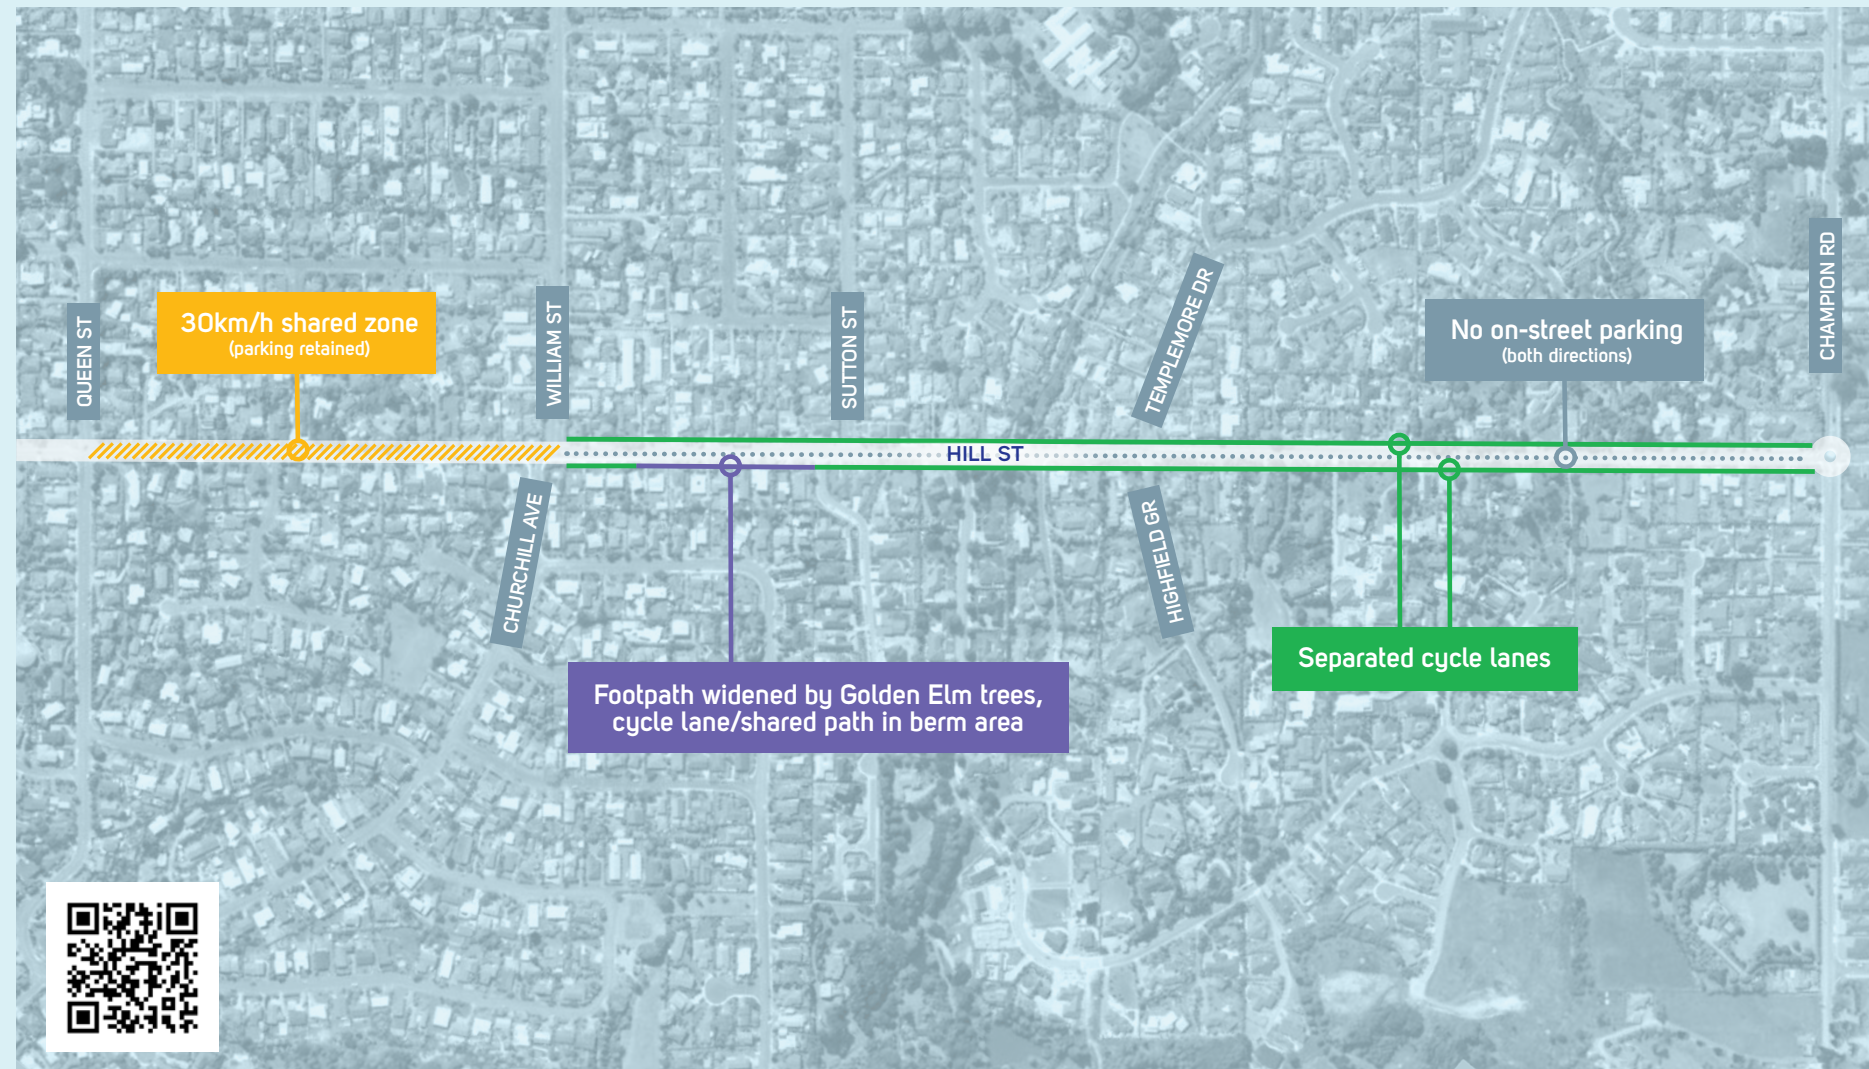 QUEEN ST
30km/h shared zone
(parking retained)
WILLIAM ST
SUTTON ST
TEMPLEMORE DR
No on-street parking
(both directions)
CHAMPION RD
HILL ST
CHURCHILL AVE
HIGHFIELD GR
Footpath widened by Golden Elm trees,
cycle lane/shared path in berm area
Separated cycle lanes